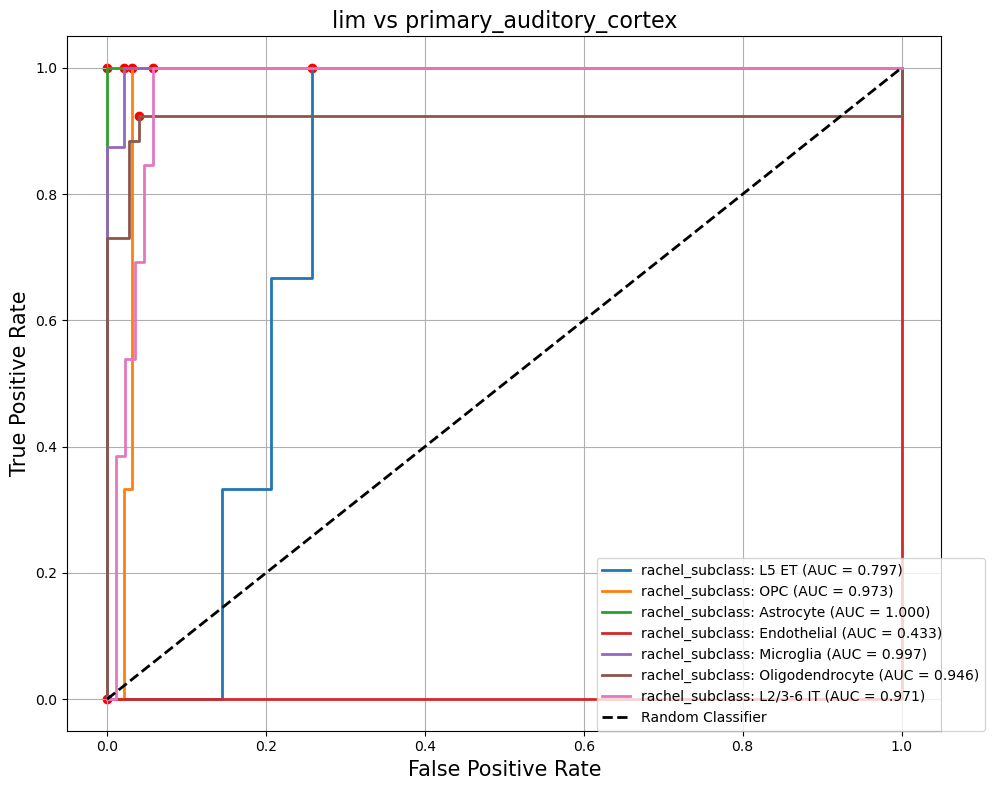 lim vs primary_auditory_cortex
True Positive Rate
1.0
0.8
0.6
0.4
0.2
0.0
rachel_subclass: L5 ET (AUC = 0.797)
rachel_subclass: OPC (AUC = 0.973)
rachel_subclass: Astrocyte (AUC = 1.000)
rachel_subclass: Endothelial (AUC = 0.433)
rachel_subclass: Microglia (AUC = 0.997)
rachel_subclass: Oligodendrocyte (AUC = 0.946)
rachel_subclass: L2/3-6 IT (AUC = 0.971)
Random Classifier
0.0 0.2 0.4 0.6 0.8 1.0
False Positive Rate